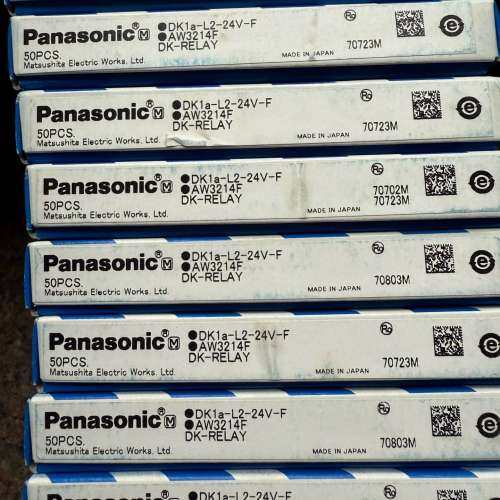 Panasonic M ●DK1a-L2-24V-F
●AW3214F
50PCS. DK-RELAY MADE IN JAPAN 70723M
Matsushita Electric Works. Ltd.
Panasonic® M ●DK1a-L2-24V-F
●AW3214F
50PCS. DK-RELAY MADE IN JAPAN 70723M
Matsushita Electric Works. Ltd.
Panasonic® M ●DK1a-L2-24V-F
●AW3214F 70702M
50PCS. DK-RELAY MADE IN JAPAN 70723M
Matsushita Electric Works, Ltd.
Panasonic® M ●DK1a-L2-24V-F
●AW3214F
50PCS. DK-RELAY MADE IN JAPAN 70803M
Matsushita Electric Works, Ltd.
Panasonic® M ●DK1a-L2-24V-F
●AW3214F
50PCS. DK-RELAY MADE IN JAPAN 70723M
Matsushita Electric Works. Ltd.
Panasonic® M ●DK1a-L2-24V-F
●AW3214F
50PCS. DK-RELAY MADE IN JAPAN 70803M
Matsushita Electric Works. Ltd.
Panasonic® M ●DK1a-L2-24V-F